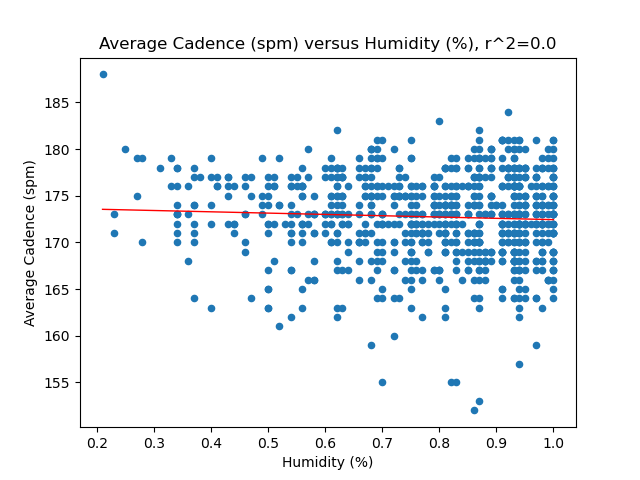 Average Cadence (spm) versus Humidity (%), r^2=0.0
185
180
175
170
165
160
155
Average Cadence (spm)
0.2 0.3 0.4 0.5 0.6 0.7 0.8 0.9 1.0
Humidity (%)